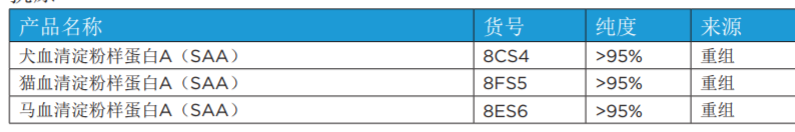 产品名称 货号 纯度 来源
犬血清淀粉样蛋白A（SAA） 8CS4 >95% 重组
猫血清淀粉样蛋白A（SAA） 8FS5 >95% 重组
马血清淀粉样蛋白A（SAA） 8ES6 >95% 重组